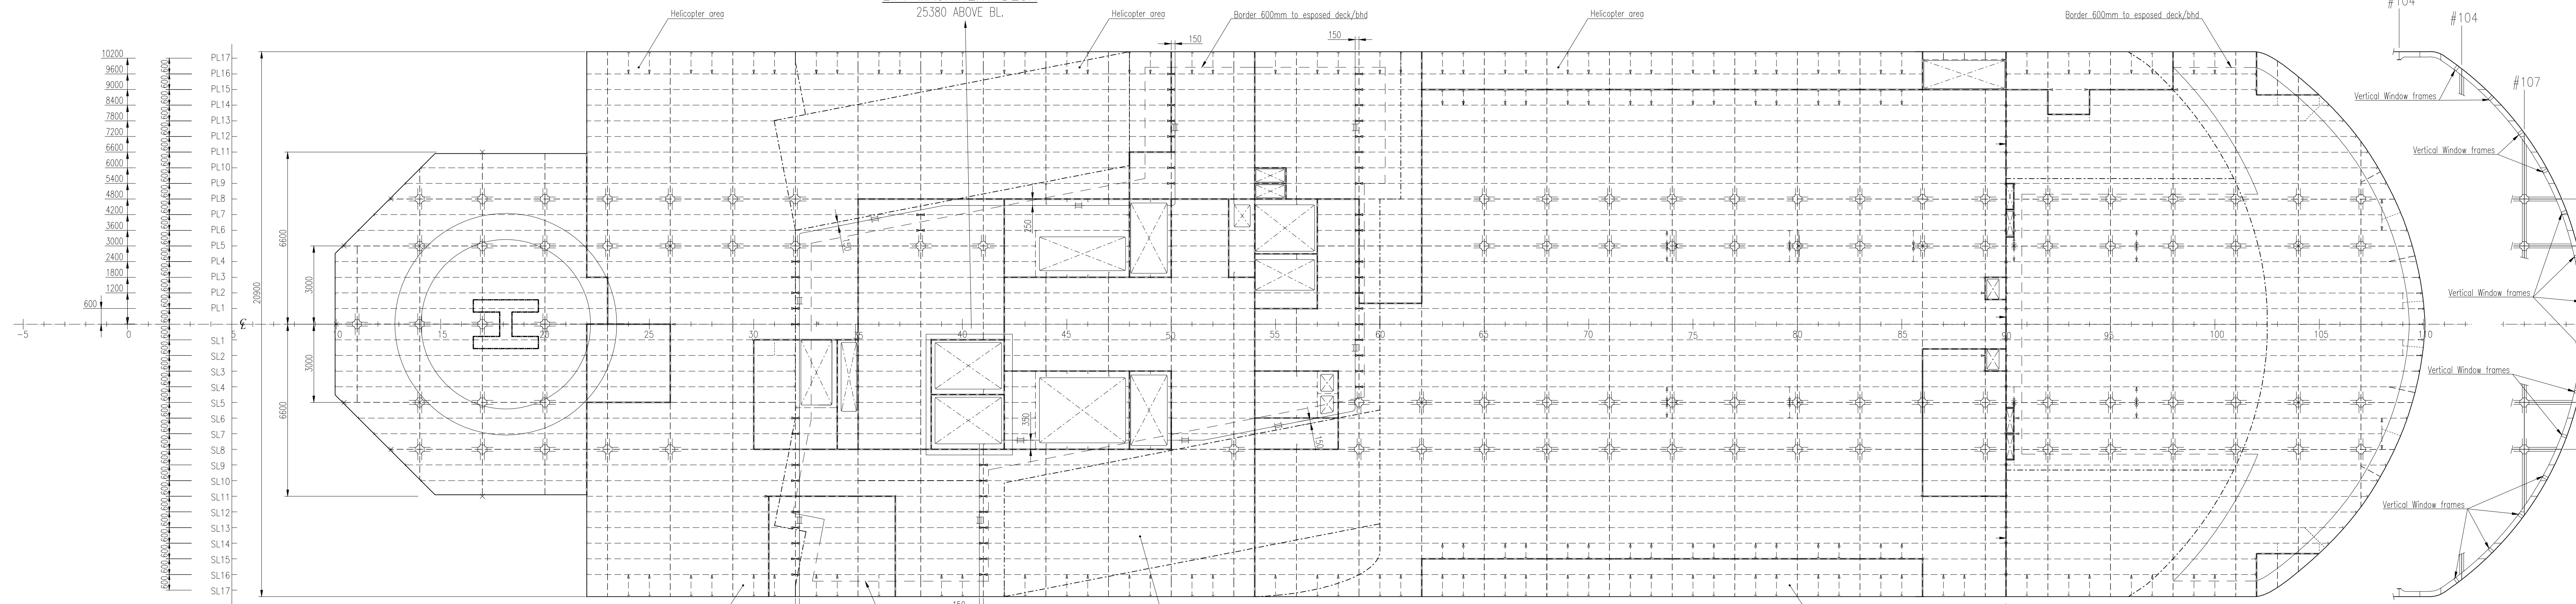 25380 ABOVE BL.
Helicopter area
Helicopter area
Border 600mm to esposed deck/bhd
Helicopter area
Border 600mm to esposed deck/bhd
#104
#104
#107
150
150
Vertical Window frames
Vertical Window frames
Vertical Window frames
Vertical Window frames
Vertical Window frames
10200
9600
9000
8400
7800
7200
6600
6000
5400
4800
4200
3600
3000
2400
1800
1200
600
PL17
PL16
PL15
PL14
PL13
PL12
PL11
PL10
PL9
PL8
PL7
PL6
PL5
PL4
PL3
PL2
PL1
SL1
SL2
SL3
SL4
SL5
SL6
SL7
SL8
SL9
SL10
SL11
SL12
SL13
SL14
SL15
SL16
SL17
20900
6600
6600
3000
3000
250
150
350
150
150
-5 0 5 10 15 20 25 30 35 40 45 50 55 60 65 70 75 80 85 90 95 100 105 110